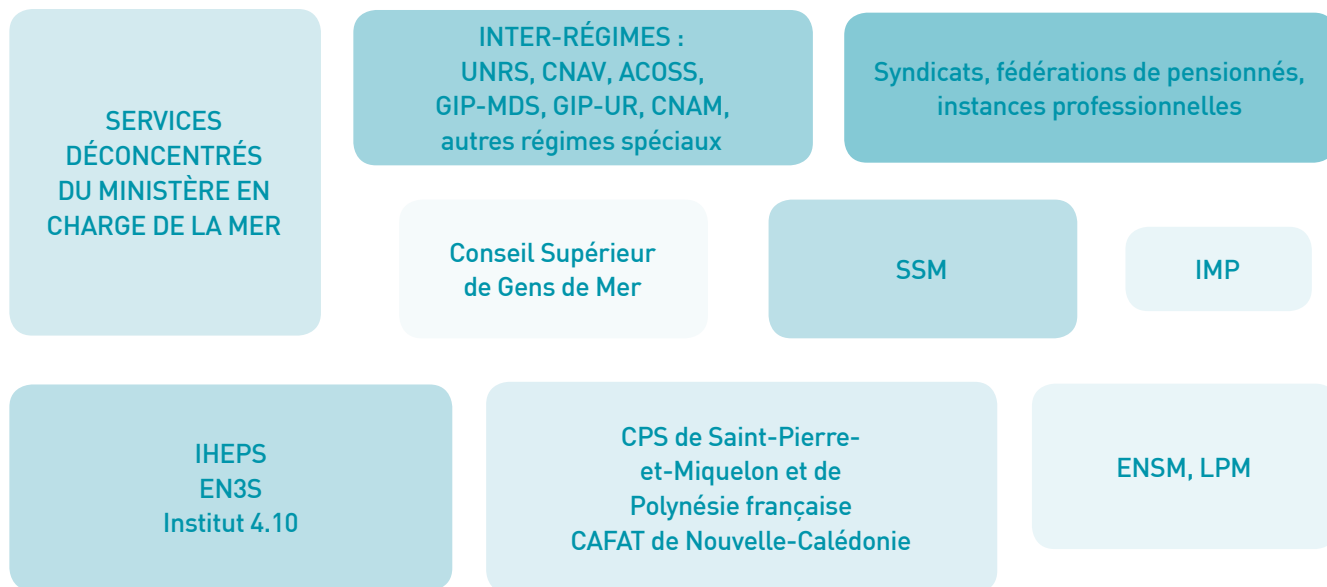 SERVICES
DÉCONCENTRÉS
DU MINISTÈRE EN
CHARGE DE LA MER
INTER-RÉGIMES :
UNRS, CNAV, ACOSS,
GIP-MDS, GIP-UR, CNAM,
autres régimes spéciaux
Syndicats, fédérations de pensionnés,
instances professionnelles
Conseil Supérieur
de Gens de Mer
SSM
IMP
IHEPS
EN3S
Institut 4.10
CPS de Saint-Pierre-
et-Miquelon et de
Polynésie française
CAFAT de Nouvelle-Calédonie
ENSM, LPM